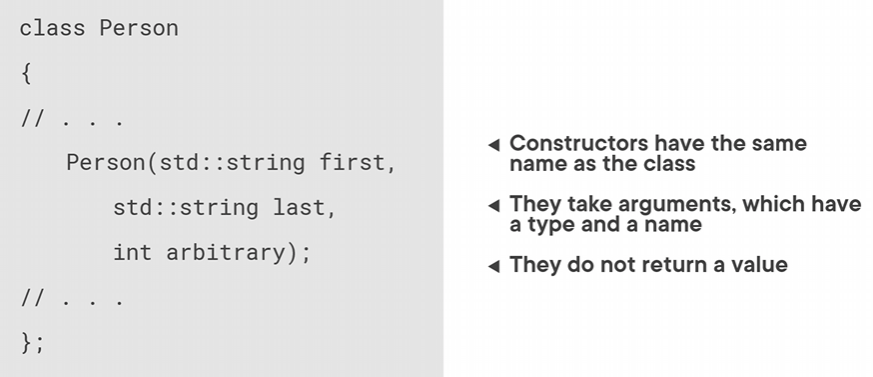 class Person
{
// . . .
Person(std::string first,
std::string last,
int arbitrary);
// . . .
};
◄ Constructors have the same
name as the class
◄ They take arguments, which have
a type and a name
◄ They do not return a value